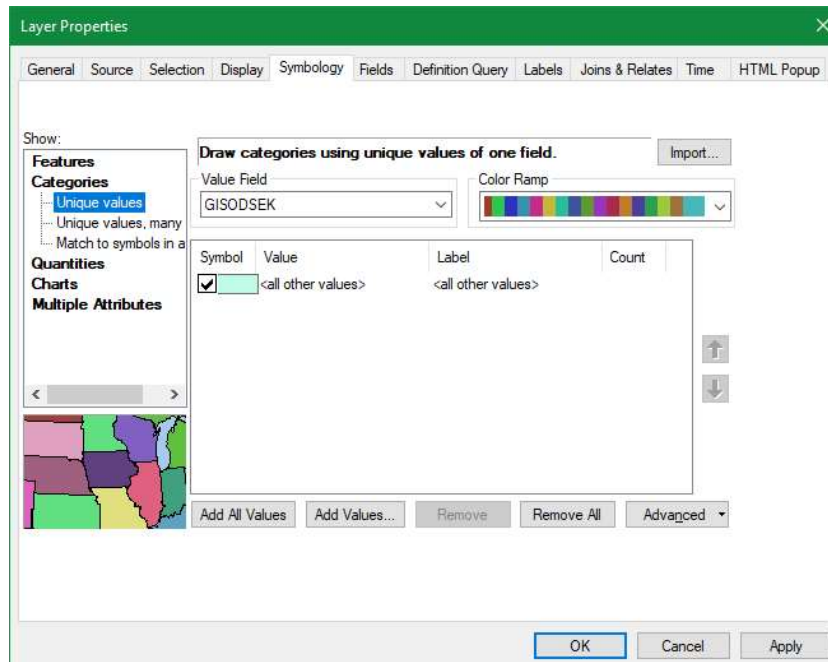 Layer Properties
General Source Selection Display Symbology Fields Definition Query Labels Joins & Relates Time HTML Popup
Show:
Features
Categories
Unique values
Unique values, many
Match to symbols in a
Quantities
Charts
Multiple Attributes
Draw categories using unique values of one field.
Import...
Value Field
GISODSEK
Color Ramp
Symbol Value Label Count
<all other values> <all other values>
Add All Values Add Values... Remove Remove All Advanced
OK Cancel Apply